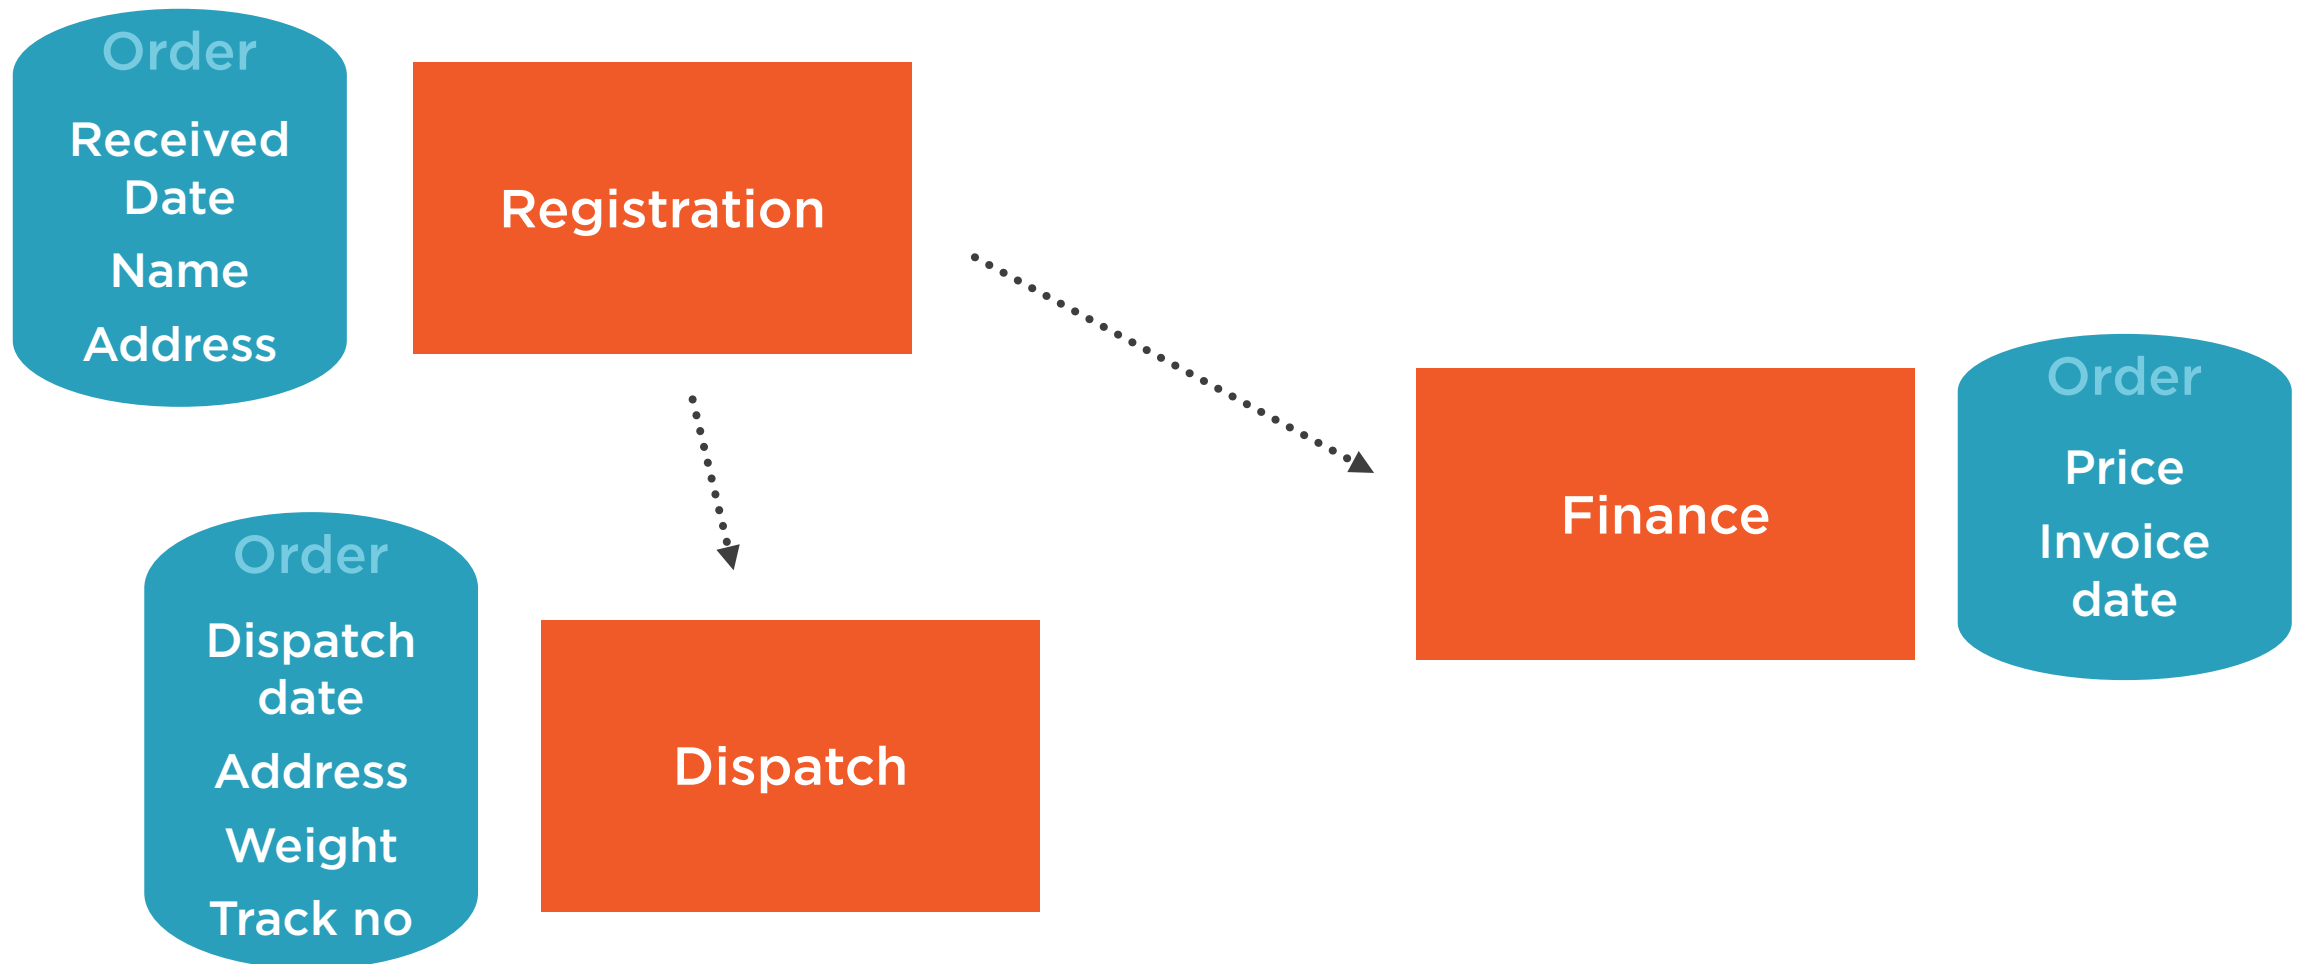 Order
Received
Date
Name
Address
Registration
Order
Price
Invoice
date
Finance
Order
Dispatch
date
Address
Weight
Track no
Dispatch